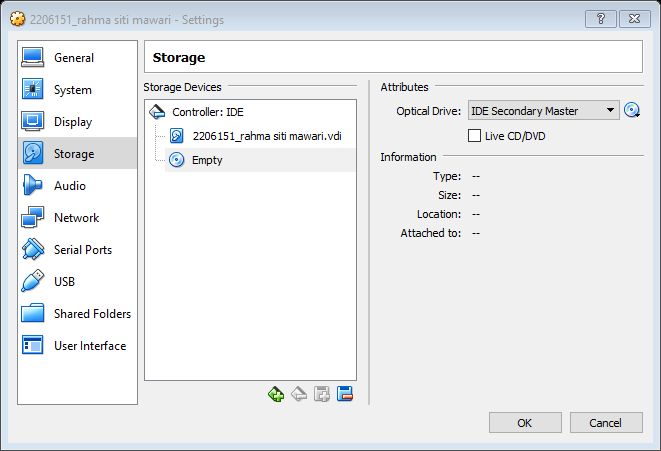 2206151_rahma siti mawari - Settings
General
System
Display
Storage
Audio
Network
Serial Ports
USB
Shared Folders
User Interface
Storage
Storage Devices
Controller: IDE
2206151_rahma siti mawari.vdi
Empty
Attributes
Optical Drive: IDE Secondary Master
Live CD/DVD
Information
Type: --
Size: --
Location: --
Attached to: --
OK Cancel